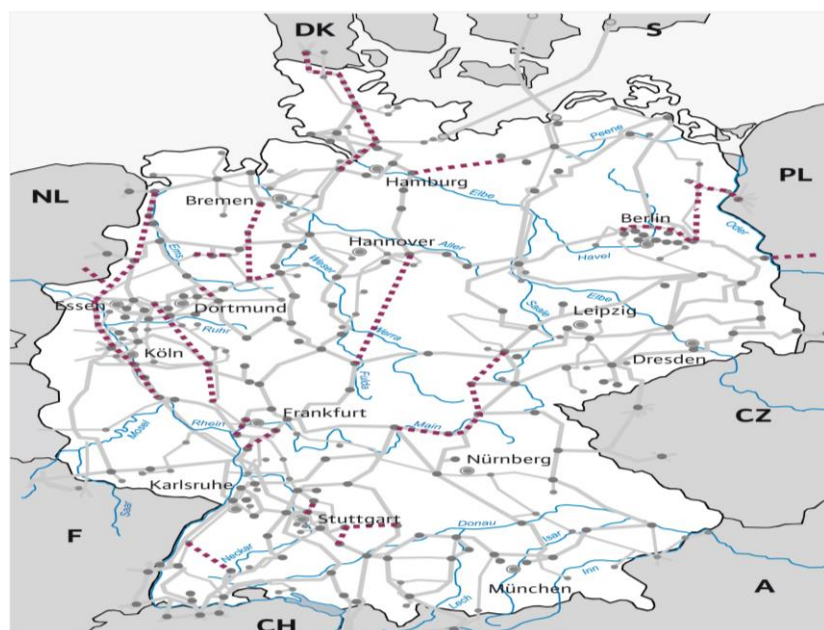 DK
S
Peene
Hamburg
Elbe
NL
PL
Bremen
Berlin
Oder
Ems
Hannover
Aller
Weser
Havel
Essen
Dortmund
Elbe
Saale
Leipzig
Ruhr
Werra
Köln
Dresden
Fulda
Frankfurt
CZ
Mosel
Rhein
Main
Nürnberg
Karlsruhe
Saar
Stuttgart
Donau
F
Isar
Neckar
Inn
München
A
Lech
CH